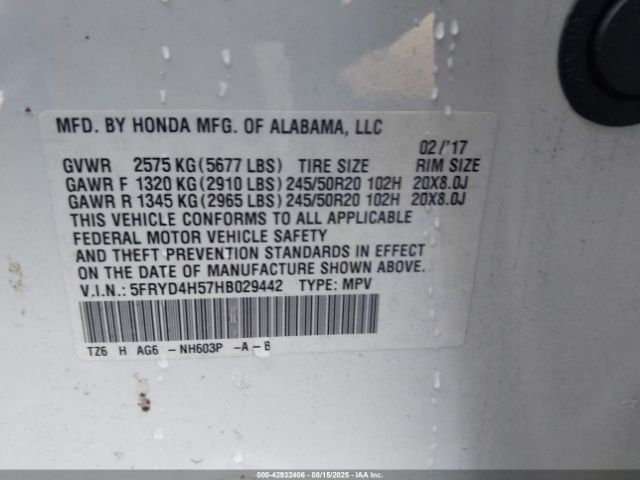 MFD. BY HONDA MFG. OF ALABAMA, LLC
02/'17
GVWR 2575 KG (5677 LBS) TIRE SIZE RIM SIZE
GAWR F 1320 KG (2910 LBS) 245/50R20 102H 20X8.0J
GAWR R 1345 KG (2965 LBS) 245/50R20 102H 20X8.0J
THIS VEHICLE CONFORMS TO ALL APPLICABLE
FEDERAL MOTOR VEHICLE SAFETY
AND THEFT PREVENTION STANDARDS IN EFFECT
ON THE DATE OF MANUFACTURE SHOWN ABOVE.
V.I.N.: 5FRYD4H57HB029442 TYPE: MPV
TZ6 H AG6 - NH603P -A-B
000-42932406 - 08/15/2025 - IAAI.COM